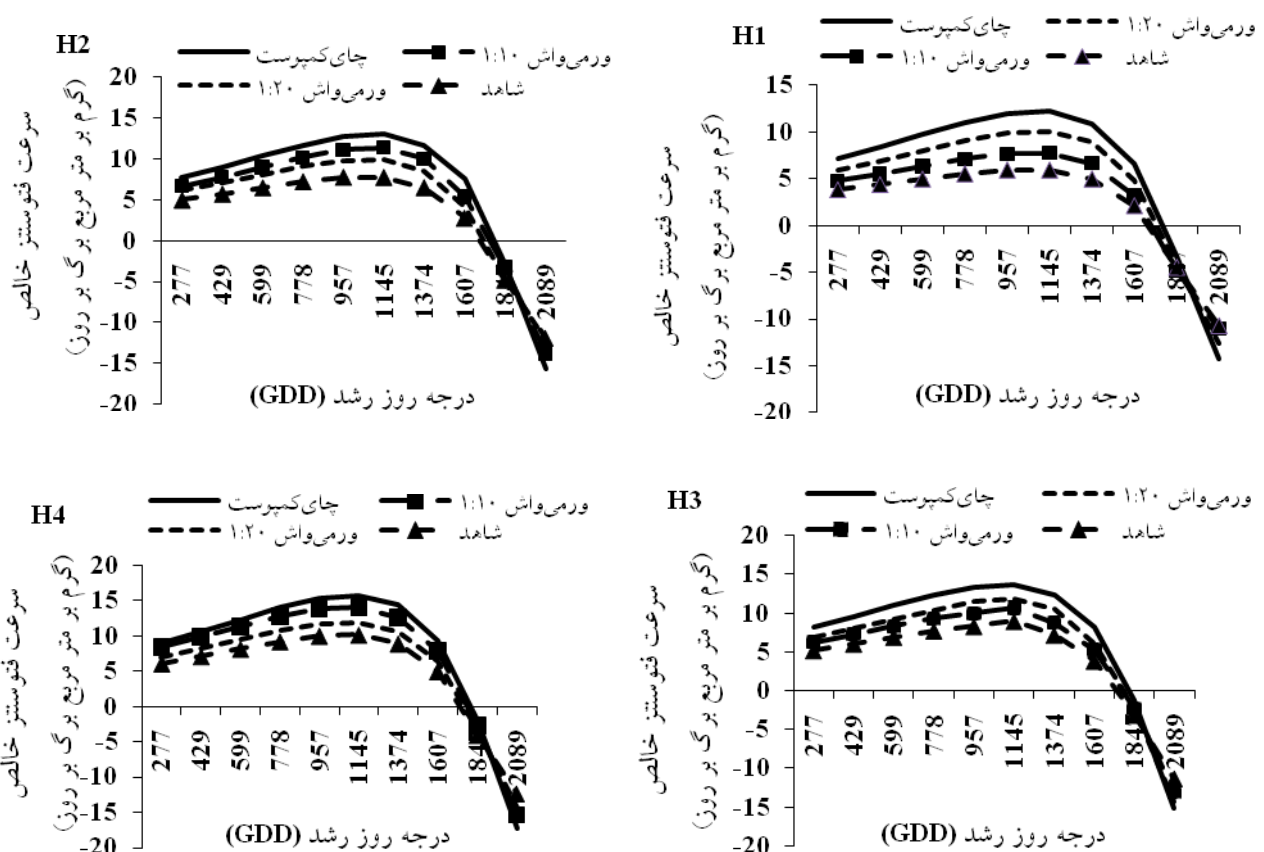 H2
چای‌کمپوست
ورمی‌واش ۱:۱۰
ورمی‌واش ۱:۲۰
شاهد
سرعت فتوسنتز خالص
(گرم بر متر مربع برگ بر روز)
20
15
10
5
0
-5
-10
-15
-20
277 429 599 778 957 1145 1374 1607 2089
درجه روز رشد (GDD)
H1
چای‌کمپوست
ورمی‌واش ۱:۲۰
ورمی‌واش ۱:۱۰
شاهد
سرعت فتوسنتز خالص
(گرم بر متر مربع برگ بر روز)
15
10
5
0
-5
-10
-15
-20
277 429 599 778 957 1145 1374 1607 2089
درجه روز رشد (GDD)
H4
چای‌کمپوست
ورمی‌واش ۱:۱۰
ورمی‌واش ۱:۲۰
شاهد
سرعت فتوسنتز خالص
(گرم بر متر مربع برگ بر روز)
20
15
10
5
0
-5
-10
-15
-20
277 429 599 778 957 1145 1374 1607 2089
درجه روز رشد (GDD)
H3
چای‌کمپوست
ورمی‌واش ۱:۲۰
ورمی‌واش ۱:۱۰
شاهد
سرعت فتوسنتز خالص
(گرم بر متر مربع برگ بر روز)
20
15
10
5
0
-5
-10
-15
-20
277 429 599 778 957 1145 1374 1607 2089
درجه روز رشد (GDD)